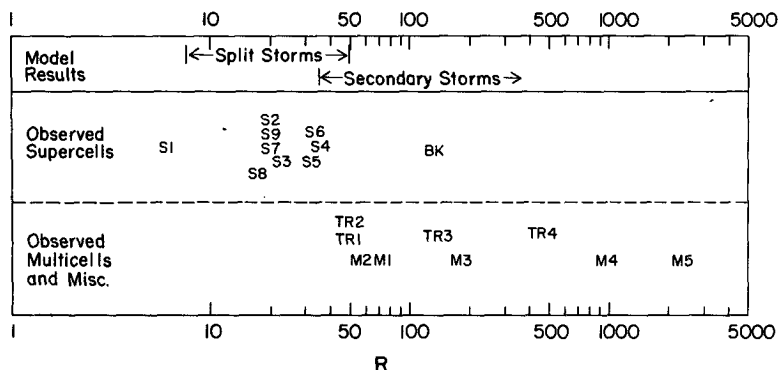 1 10 50 100 500 1000 5000
Model Results
Split Storms
Secondary Storms
Observed Supercells
S1
S2
S9
S7
S3
S8
S6
S4
S5
BK
Observed Multicells and Misc.
TR2
TR1
TR3
TR4
M2
M1
M3
M4
M5
1 10 50 100 500 1000 5000
R